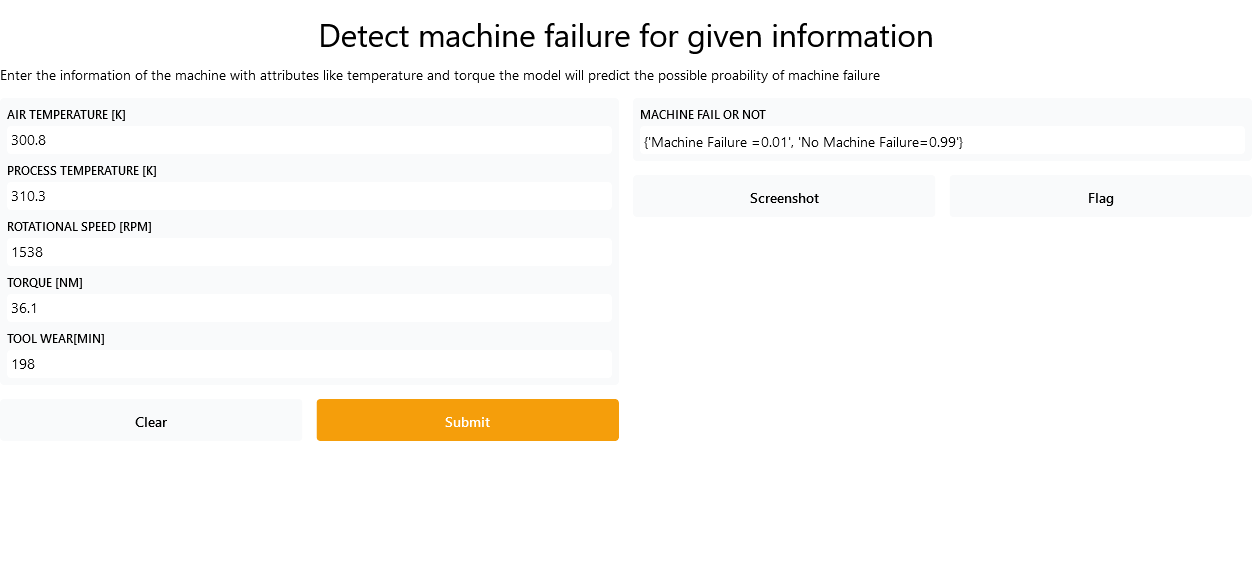 Detect machine failure for given information
Enter the information of the machine with attributes like temperature and torque the model will predict the possible proability of machine failure
AIR TEMPERATURE [K]
300.8
PROCESS TEMPERATURE [K]
310.3
ROTATIONAL SPEED [RPM]
1538
TORQUE [NM]
36.1
TOOL WEAR[MIN]
198
Clear
Submit
MACHINE FAIL OR NOT
{'Machine Failure =0.01', 'No Machine Failure=0.99'}
Screenshot
Flag